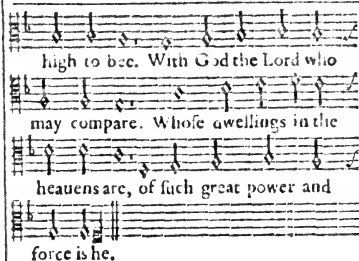 high to bee. With God the Lord who
may compare. Whoſe dwellings in the
heauens are, of ſuch great power and
force is he.